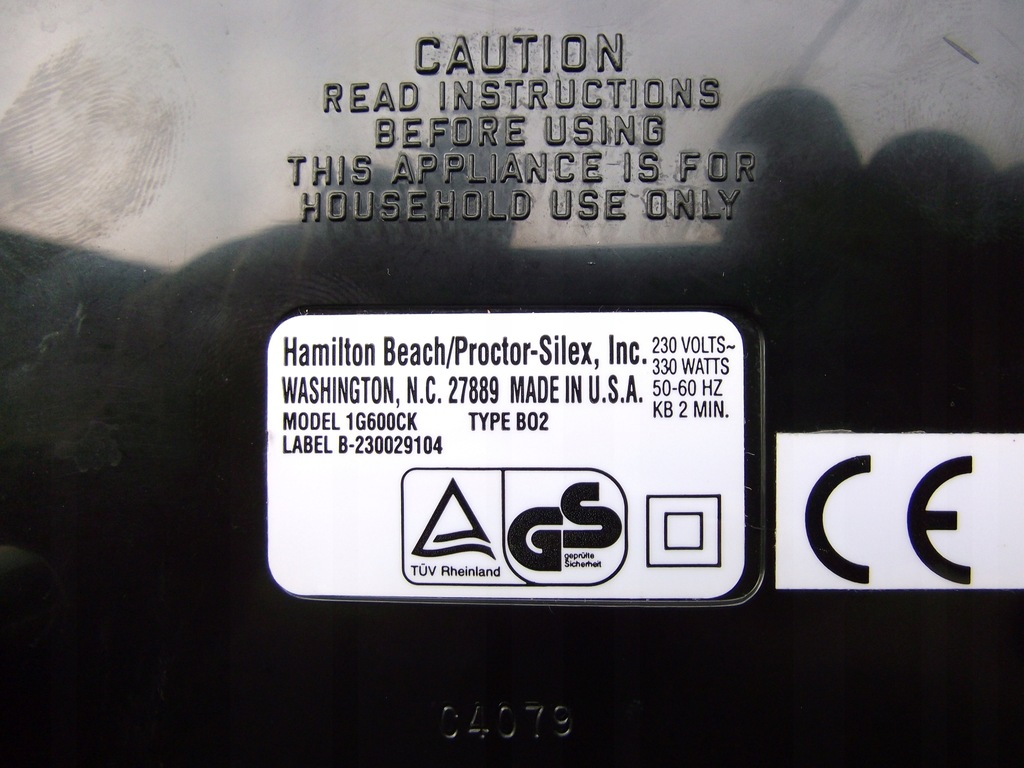 CAUTION
READ INSTRUCTIONS
BEFORE USING
THIS APPLIANCE IS FOR
HOUSEHOLD USE ONLY
Hamilton Beach/Proctor-Silex, Inc.
WASHINGTON, N.C. 27889 MADE IN U.S.A.
MODEL 1G600CK TYPE BO2
LABEL B-230029104
230 VOLTS~
330 WATTS
50-60 HZ
KB 2 MIN.
TÜV Rheinland
GS
geprüfte
Sicherheit
CE
C4079